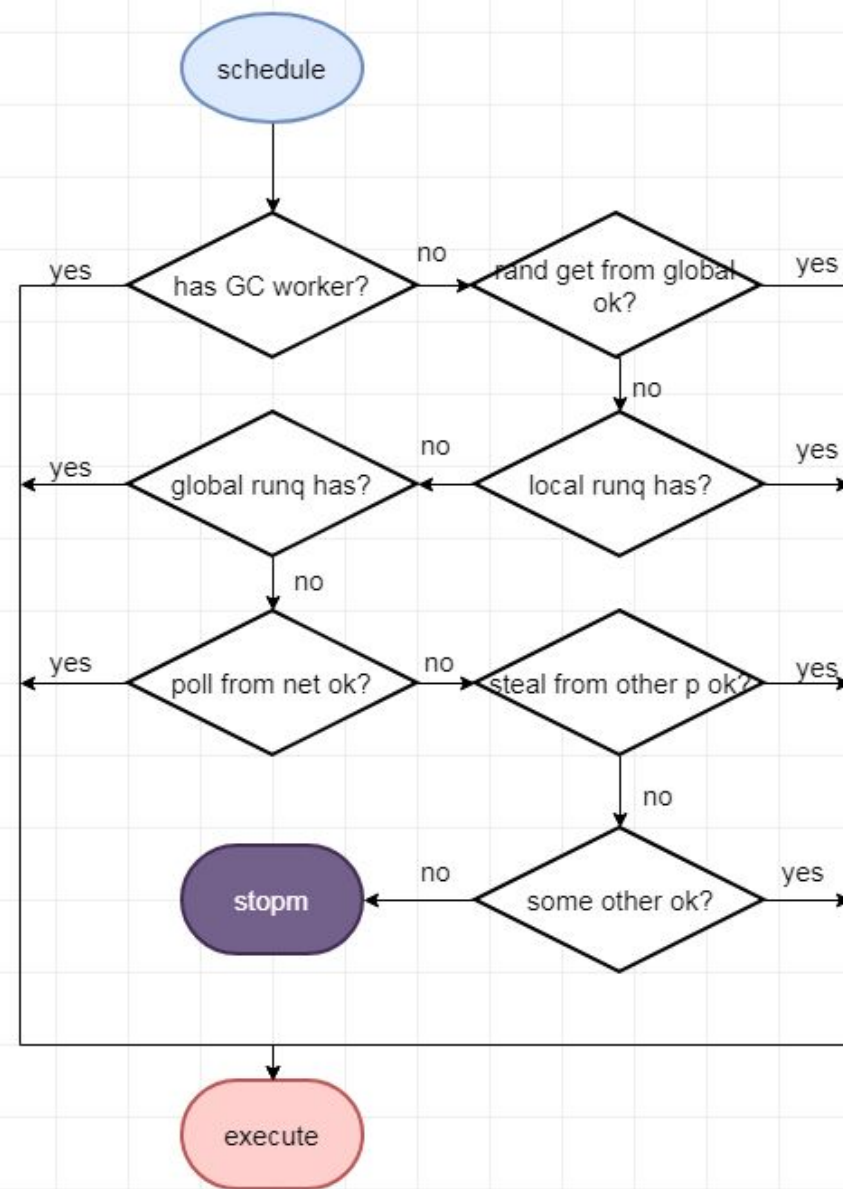 schedule
yes
has GC worker?
no
rand get from global
ok?
yes
no
yes
global runq has?
no
local runq has?
yes
no
yes
poll from net ok?
no
steal from other p ok?
yes
no
stopm
no
some other ok?
yes
execute